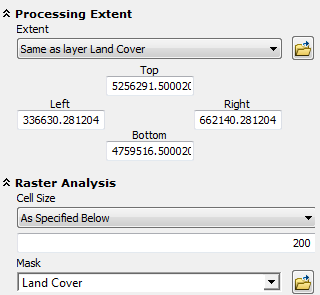 Processing Extent
Extent
Same as layer Land Cover
Top
5256291.500020
Left
Right
336630.281204
662140.281204
Bottom
4759516.500020
Raster Analysis
Cell Size
As Specified Below
200
Mask
Land Cover